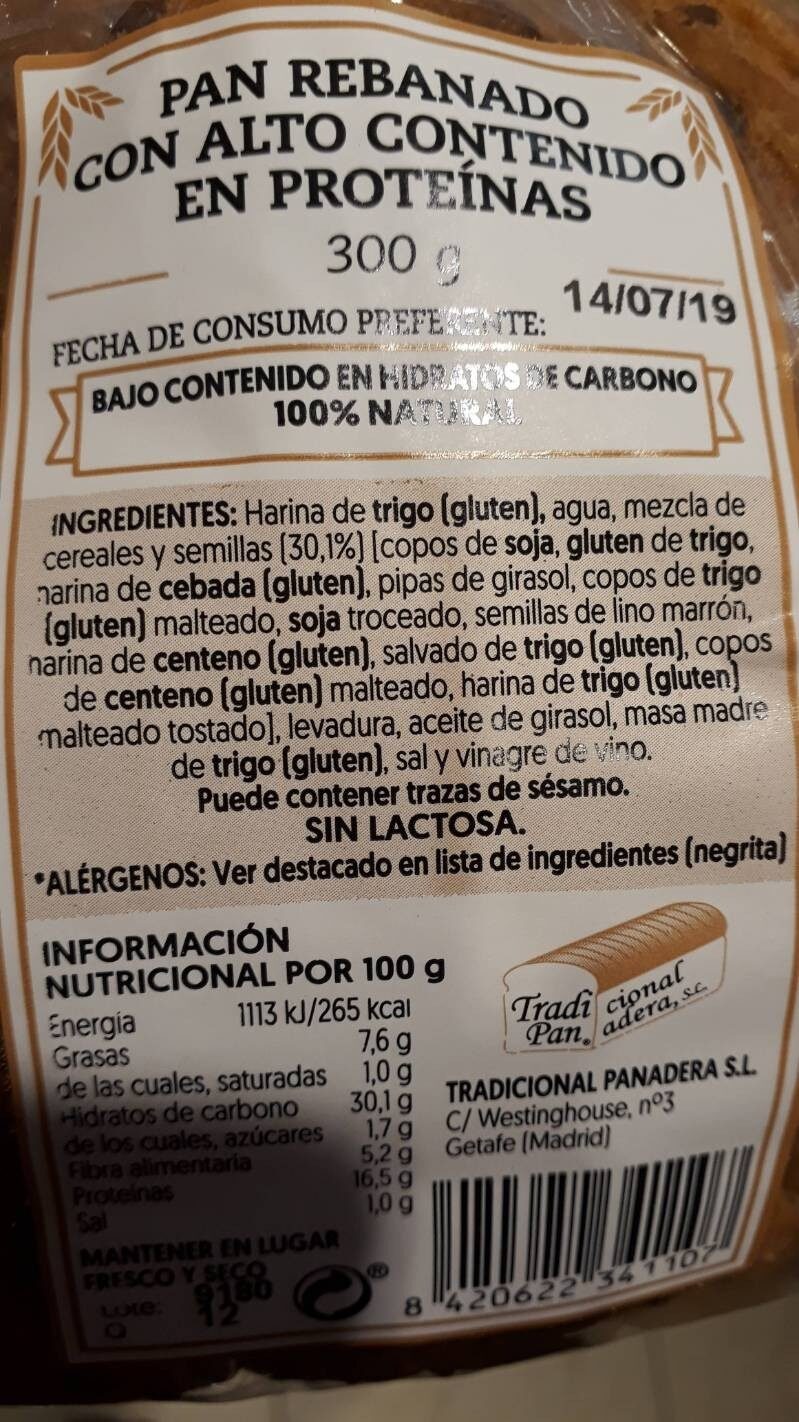 PAN REBANADO
CON ALTO CONTENIDO
EN PROTEÍNAS
300 g
FECHA DE CONSUMO PREFERENTE: 14/07/19
BAJO CONTENIDO EN HIDRATOS DE CARBONO
100% NATURAL
INGREDIENTES: Harina de trigo (gluten), agua, mezcla de
cereales y semillas (30,1%) [copos de soja, gluten de trigo,
harina de cebada (gluten), pipas de girasol, copos de trigo
(gluten) malteado, soja troceado, semillas de lino marrón,
harina de centeno (gluten), salvado de trigo (gluten), copos
de centeno (gluten) malteado, harina de trigo (gluten)
malteado tostado], levadura, aceite de girasol, masa madre
de trigo (gluten), sal y vinagre de vino.
Puede contener trazas de sésamo.
SIN LACTOSA.
*ALÉRGENOS: Ver destacado en lista de ingredientes (negrita)
INFORMACIÓN
NUTRICIONAL POR 100 g
Energía 1113 kJ/265 kcal
Grasas 7,6 g
de las cuales, saturadas 1,0 g
Hidratos de carbono 30,1 g
de los cuales, azúcares 1,7 g
Fibra alimentaria 5,2 g
Proteínas 16,5 g
Sal 1,0 g
MANTENER EN LUGAR
FRESCO Y SECO
Lote: 9180
12
Tradicional
Panadera, S.C.
TRADICIONAL PANADERA S.L.
C/ Westinghouse, nº3
Getafe (Madrid)
8 420622 341107